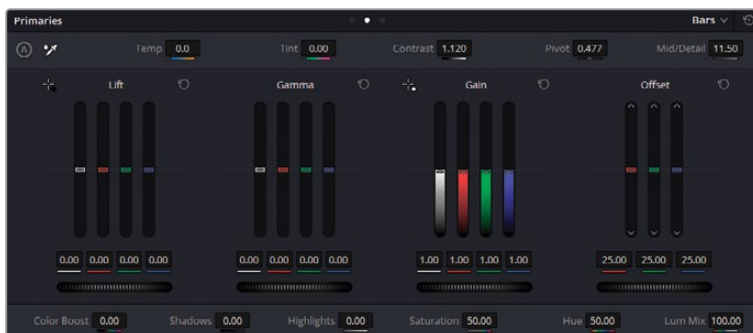 Primaries Bars
A Temp 0.0 Tint 0.00 Contrast 1.120 Pivot 0.477 Mid/Detail 11.50
Lift Gamma Gain Offset
0.00 0.00 0.00 0.00 0.00 0.00 0.00 0.00 1.00 1.00 1.00 1.00 25.00 25.00 25.00
Color Boost 0.00 Shadows 0.00 Highlights 0.00 Saturation 50.00 Hue 50.00 Lum Mix 100.00